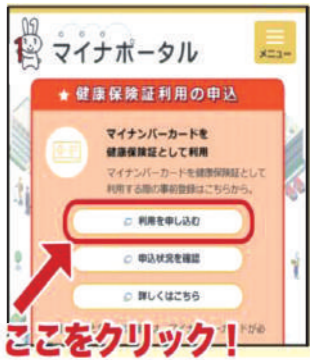 マイナポータル
メニュー
★ 健康保険証利用の申込
マイナンバーカードを
健康保険証として利用
マイナンバーカードを健康保険証として
利用する際の事前登録はこちらから。
利用を申し込む
申込状況を確認
詳しくはこちら
ここをクリック！